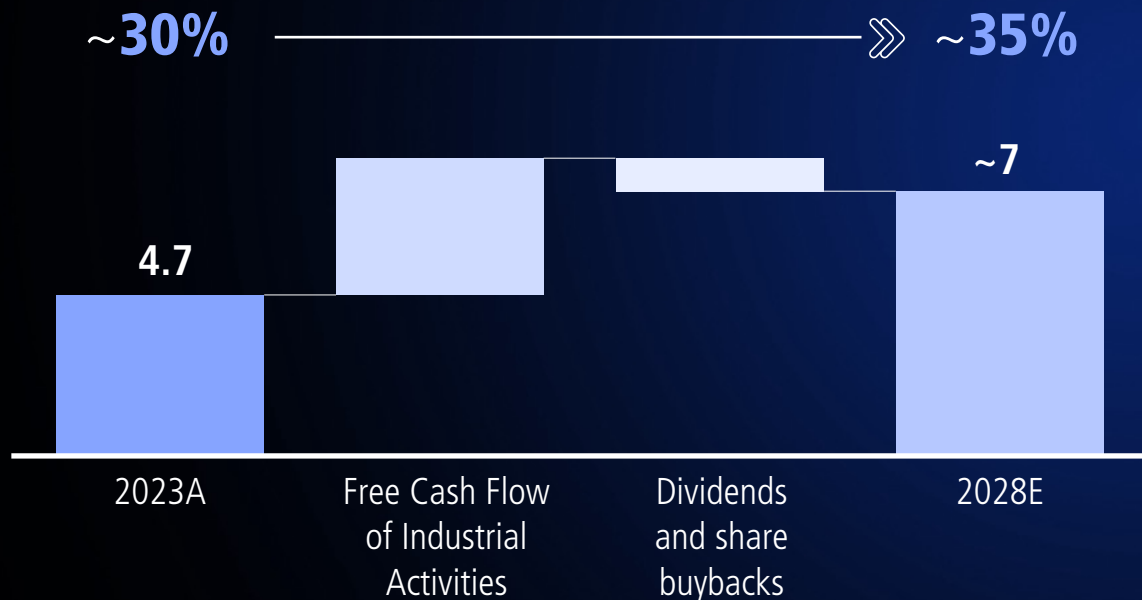 ~30% ~35%
~7
4.7
2023A
Free Cash Flow
of Industrial
Activities
Dividends
and share
buybacks
2028E